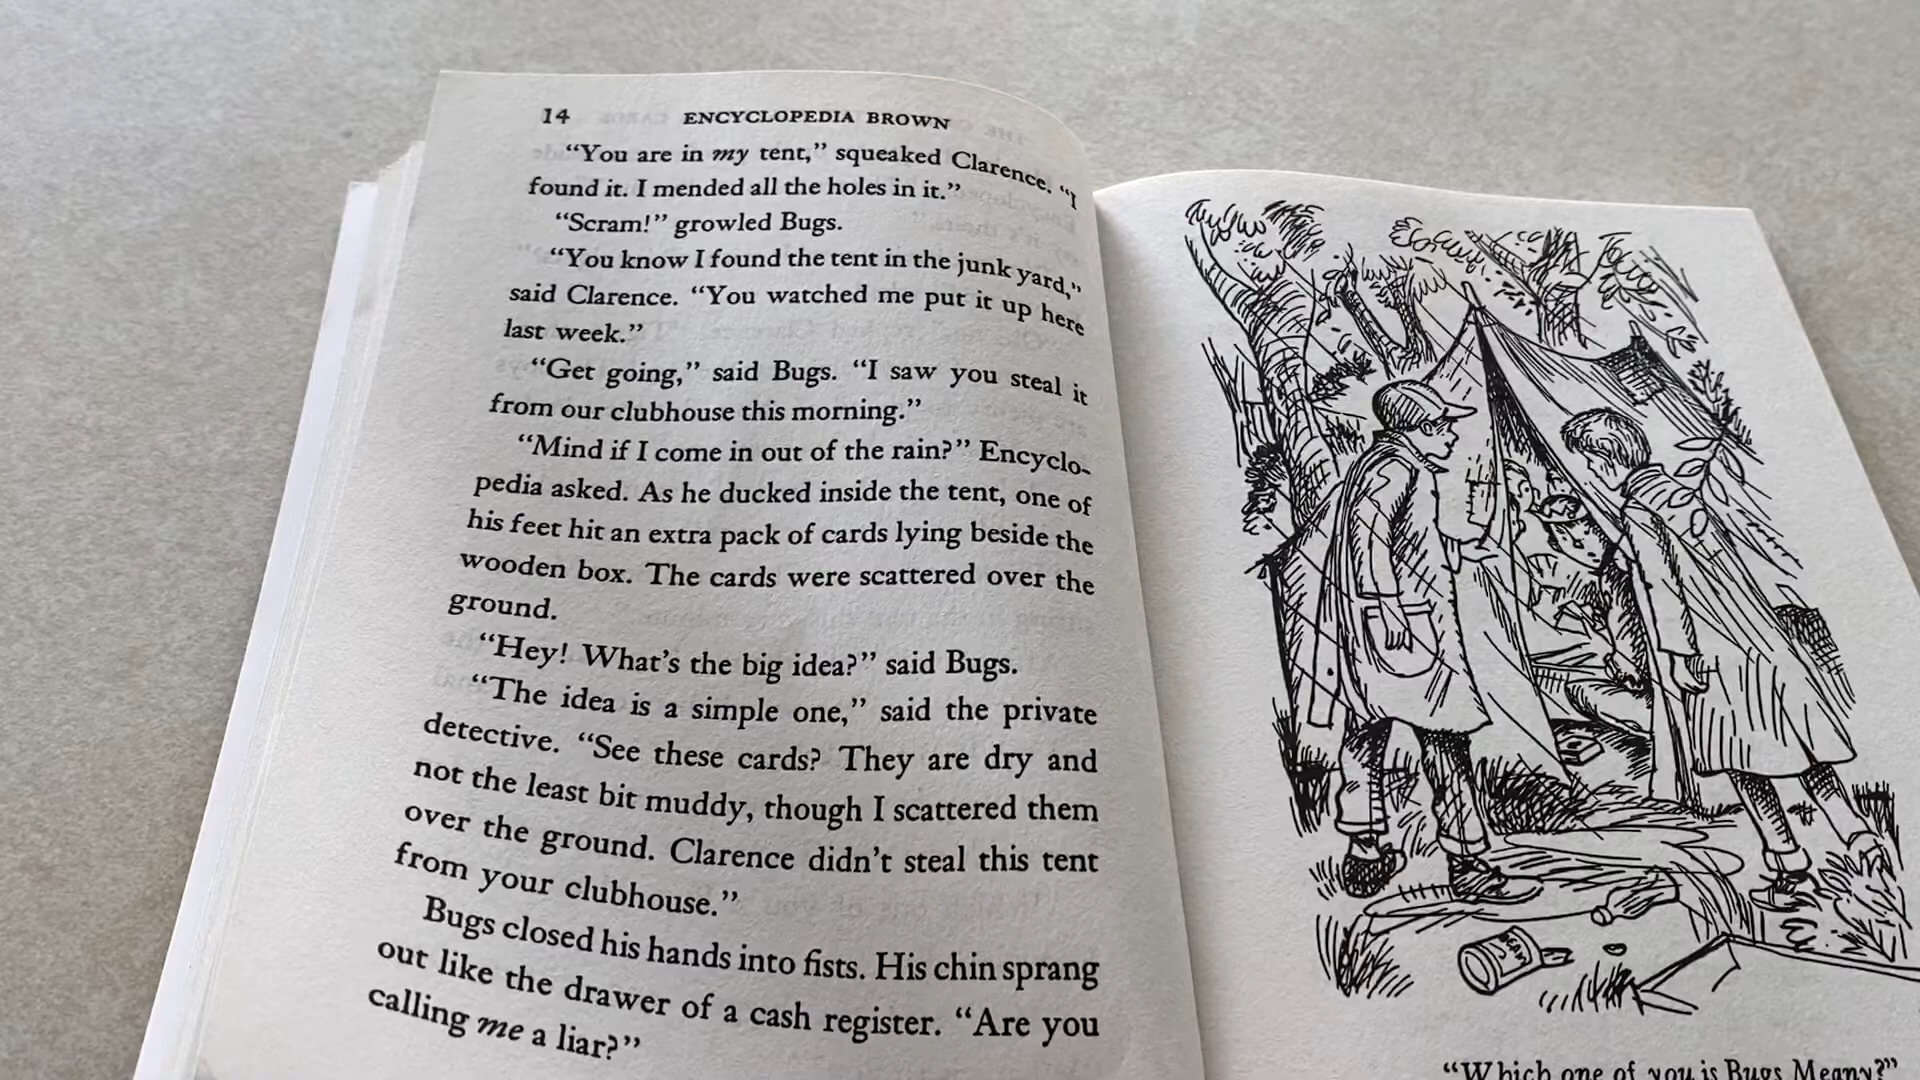 14 ENCYCLOPEDIA BROWN
“You are in my tent,” squeaked Clarence. “I
found it. I mended all the holes in it.”
“Scram!” growled Bugs.
“You know I found the tent in the junk yard,”
said Clarence. “You watched me put it up here
last week.”
“Get going,” said Bugs. “I saw you steal it
from our clubhouse this morning.”
“Mind if I come in out of the rain?” Encyclo-
pedia asked. As he ducked inside the tent, one of
his feet hit an extra pack of cards lying beside the
wooden box. The cards were scattered over the
ground.
“Hey! What’s the big idea?” said Bugs.
“The idea is a simple one,” said the private
detective. “See these cards? They are dry and
not the least bit muddy, though I scattered them
over the ground. Clarence didn’t steal this tent
from your clubhouse.”
Bugs closed his hands into fists. His chin sprang
out like the drawer of a cash register. “Are you
calling me a liar?”
“Which one of you is Bugs Meany?”